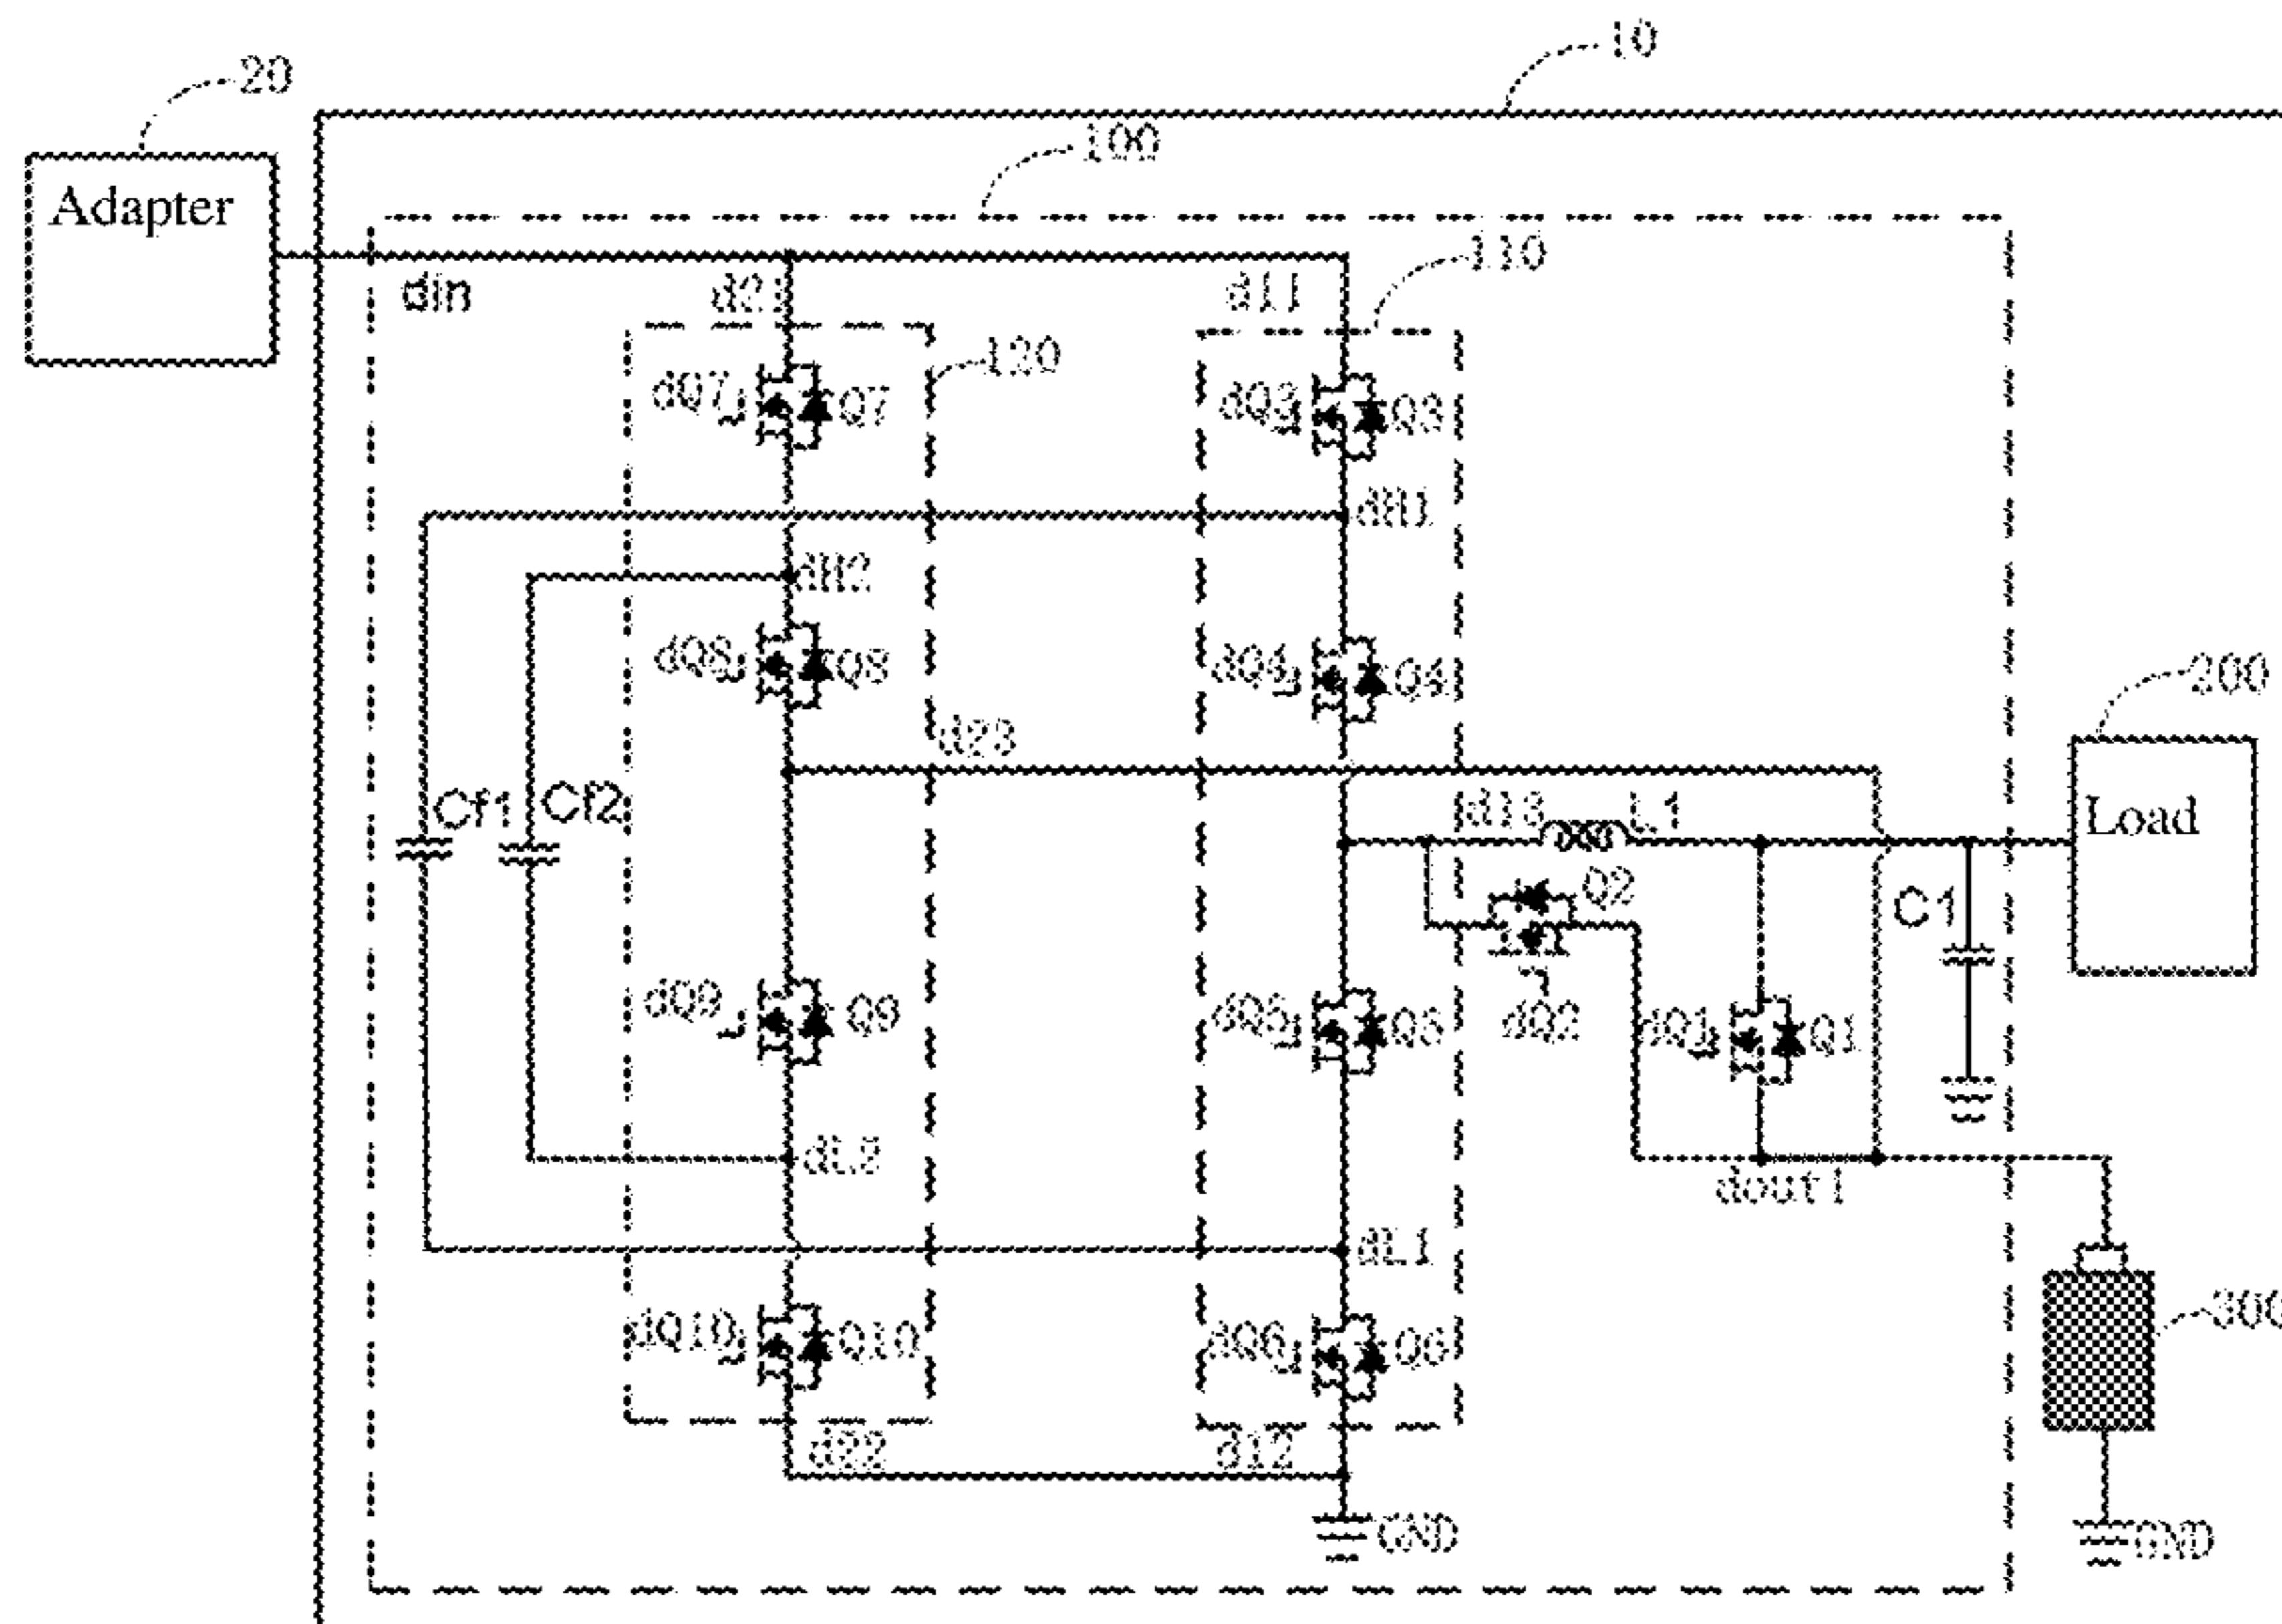 10
20
100
Adapter
110
din
d21
d11
120
dQ7
Q7
dQ3
Q3
dH1
dH2
dQ8
Q8
dQ4
Q4
200
d23
Cf1
Cf2
d13
L1
Load
Q2
C1
dQ9
Q9
dQ5
Q5
dQ2
dQ1
Q1
dL2
dout1
dL1
300
dQ10
Q10
dQ6
Q6
d22
d12
GND
GND